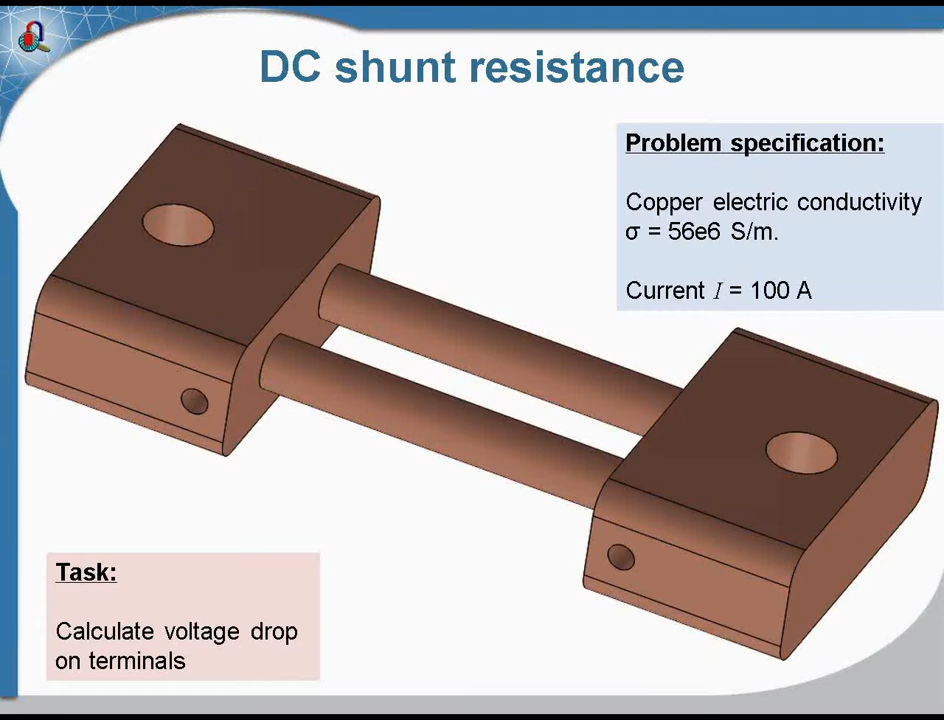 DC shunt resistance
Problem specification:
Copper electric conductivity
σ = 56e6 S/m.
Current I = 100 A
Task:
Calculate voltage drop
on terminals